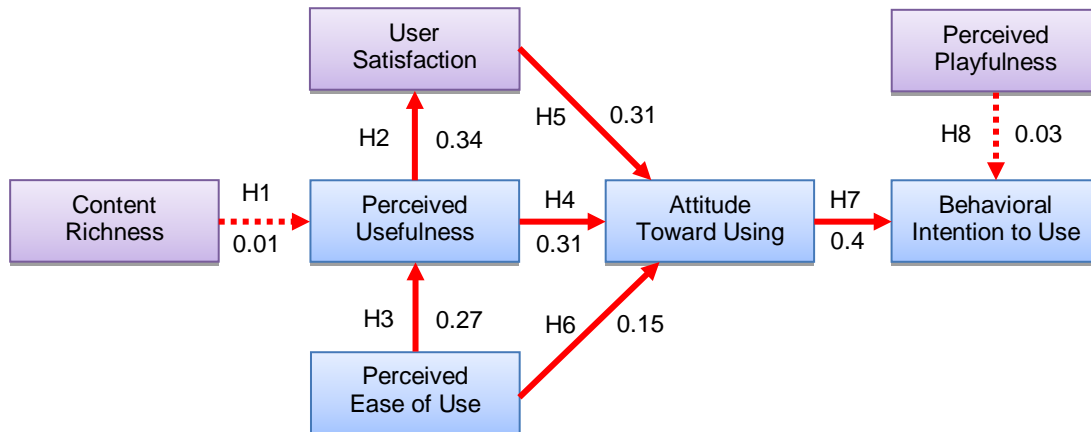 User
Satisfaction
Perceived
Playfulness
H5
0.31
H2
0.34
H8
0.03
Content
Richness
H1
0.01
Perceived
Usefulness
H4
0.31
Attitude
Toward Using
H7
0.4
Behavioral
Intention to Use
H3
0.27
H6
0.15
Perceived
Ease of Use